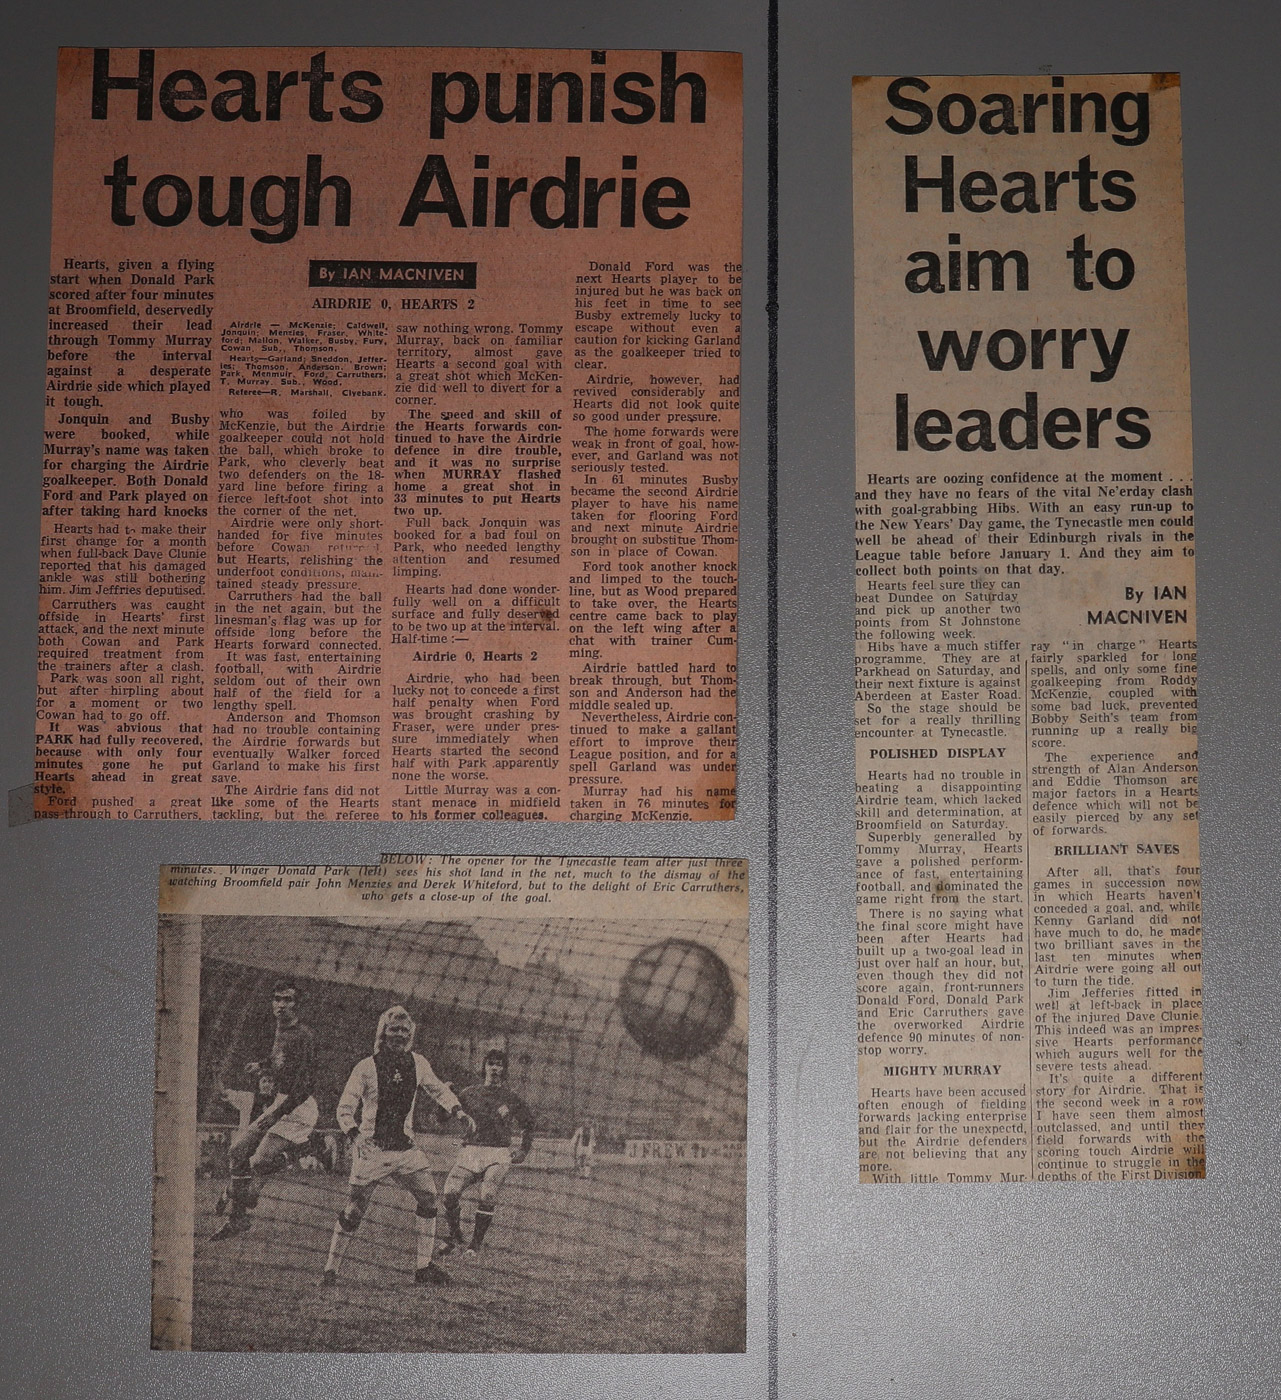 Hearts punish
tough Airdrie
Hearts, given a flying
start when Donald Park
scored after four minutes
at Broomfield, deservedly
increased their lead
through Tommy Murray
before the interval
against a desperate
Airdrie side which played
it tough.
Jonquin and Busby
were booked, while
Murray's name was taken
for charging the Airdrie
goalkeeper. Both Donald
Ford and Park played on
after taking hard knocks
Hearts had to make their
first change for a month
when full-back Dave Clunie
reported that his damaged
ankle was still bothering
him. Jim Jeffries deputised.
Carruthers was caught
offside in Hearts' first
attack, and the next minute
both Cowan and Park
required treatment from
the trainers after a clash.
Park was soon all right,
but after hirpling about
for a moment or two
Cowan had to go off.
It was abvious that
PARK had fully recovered,
because with only four
minutes gone he put
Hearts ahead in great
style.
Ford pushed a great
pass through to Carruthers,
By IAN MACNIVEN
AIRDRIE 0, HEARTS 2
Airdrie — McKenzie; Caldwell,
Jonquin; Menzies, Fraser, White-
ford; Mallon, Walker, Busby, Fury,
Cowan. Sub., Thomson.
Hearts—Garland; Sneddon, Jeffer-
ies; Thomson, Anderson, Brown;
Park, Menmuir, Ford, Carruthers,
T. Murray. Sub., Wood.
Referee—R. Marshall, Clyebank.
who was foiled by
McKenzie, but the Airdrie
goalkeeper could not hold
the ball, which broke to
Park, who cleverly beat
two defenders on the 18-
yard line before firing a
fierce left-foot shot into
the corner of the net.
Airdrie were only short-
handed for five minutes
before Cowan returned,
but Hearts, relishing the
underfoot conditions, main-
tained steady pressure.
Carruthers had the ball
in the net again, but the
linesman's flag was up for
offside long before the
Hearts forward connected.
It was fast, entertaining
football, with Airdrie
seldom out of their own
half of the field for a
lengthy spell.
Anderson and Thomson
had no trouble containing
the Airdrie forwards but
eventually Walker forced
Garland to make his first
save.
The Airdrie fans did not
like some of the Hearts
tackling, but the referee
saw nothing wrong. Tommy
Murray, back on familiar
territory, almost gave
Hearts a second goal with
a great shot which McKen-
zie did well to divert for a
corner.
The speed and skill of
the Hearts forwards con-
tinued to have the Airdrie
defence in dire trouble,
and it was no surprise
when MURRAY flashed
home a great shot in
33 minutes to put Hearts
two up.
Full back Jonquin was
booked for a bad foul on
Park, who needed lengthy
attention and resumed
limping.
Hearts had done wonder-
fully well on a difficult
surface and fully deserved
to be two up at the interval.
Half-time :—
Airdrie 0, Hearts 2
Airdrie, who had been
lucky not to concede a first
half penalty when Ford
was brought crashing by
Fraser, were under pres-
sure immediately when
Hearts started the second
half with Park apparently
none the worse.
Little Murray was a con-
stant menace in midfield
to his former colleagues.
Donald Ford was the
next Hearts player to be
injured but he was back on
his feet in time to see
Busby extremely lucky to
escape without even a
caution for kicking Garland
as the goalkeeper tried to
clear.
Airdrie, however, had
revived considerably and
Hearts did not look quite
so good under pressure.
The home forwards were
weak in front of goal, how-
ever, and Garland was not
seriously tested.
In 61 minutes Busby
became the second Airdrie
player to have his name
taken for flooring Ford
and next minute Airdrie
brought on substitue Thom-
son in place of Cowan.
Ford took another knock
and limped to the touch-
line, but as Wood prepared
to take over, the Hearts
centre came back to play
on the left wing after a
chat with trainer Cum-
ming.
Airdrie battled hard to
break through, but Thom-
son and Anderson had the
middle sealed up.
Nevertheless, Airdrie con-
tinued to make a gallant
effort to improve their
League position, and for a
spell Garland was under
pressure.
Murray had his name
taken in 76 minutes for
charging McKenzie.
BELOW: The opener for the Tynecastle team after just three
minutes. Winger Donald Park (left) sees his shot land in the net, much to the dismay of the
watching Broomfield pair John Menzies and Derek Whiteford, but to the delight of Eric Carruthers,
who gets a close-up of the goal.
J FREW
Soaring
Hearts
aim to
worry
leaders
Hearts are oozing confidence at the moment . . .
and they have no fears of the vital Ne'erday clash
with goal-grabbing Hibs. With an easy run-up to
the New Years' Day game, the Tynecastle men could
well be ahead of their Edinburgh rivals in the
League table before January 1. And they aim to
collect both points on that day.
Hearts feel sure they can
beat Dundee on Saturday
and pick up another two
points from St Johnstone
the following week.
Hibs have a much stiffer
programme. They are at
Parkhead on Saturday, and
their next fixture is against
Aberdeen at Easter Road.
So the stage should be
set for a really thrilling
encounter at Tynecastle.
POLISHED DISPLAY
Hearts had no trouble in
beating a disappointing
Airdrie team, which lacked
skill and determination, at
Broomfield on Saturday.
Superbly generalled by
Tommy Murray, Hearts
gave a polished perform-
ance of fast, entertaining
football, and dominated the
game right from the start.
There is no saying what
the final score might have
been after Hearts had
built up a two-goal lead in
just over half an hour, but,
even though they did not
score again, front-runners
Donald Ford, Donald Park
and Eric Carruthers gave
the overworked Airdrie
defence 90 minutes of non-
stop worry.
MIGHTY MURRAY
Hearts have been accused
often enough of fielding
forwards lacking enterprise
and flair for the unexpectd,
but the Airdrie defenders
are not believing that any
more.
With little Tommy Mur-
By IAN
MACNIVEN
ray "in charge" Hearts
fairly sparkled for long
spells, and only some fine
goalkeeping from Roddy
McKenzie, coupled with
some bad luck, prevented
Bobby Seith's team from
running up a really big
score.
The experience and
strength of Alan Anderson
and Eddie Thomson are
major factors in a Hearts
defence which will not be
easily pierced by any set
of forwards.
BRILLIANT SAVES
After all, that's four
games in succession now
in which Hearts haven't
conceded a goal, and, while
Kenny Garland did not
have much to do, he made
two brilliant saves in the
last ten minutes when
Airdrie were going all out
to turn the tide.
Jim Jefferies fitted in
well at left-back in place
of the injured Dave Clunie.
This indeed was an impres-
sive Hearts performance
which augurs well for the
severe tests ahead.
It's quite a different
story for Airdrie. That is
the second week in a row
I have seen them almost
outclassed, and until they
field forwards with the
scoring touch Airdrie will
continue to struggle in the
depths of the First Division.